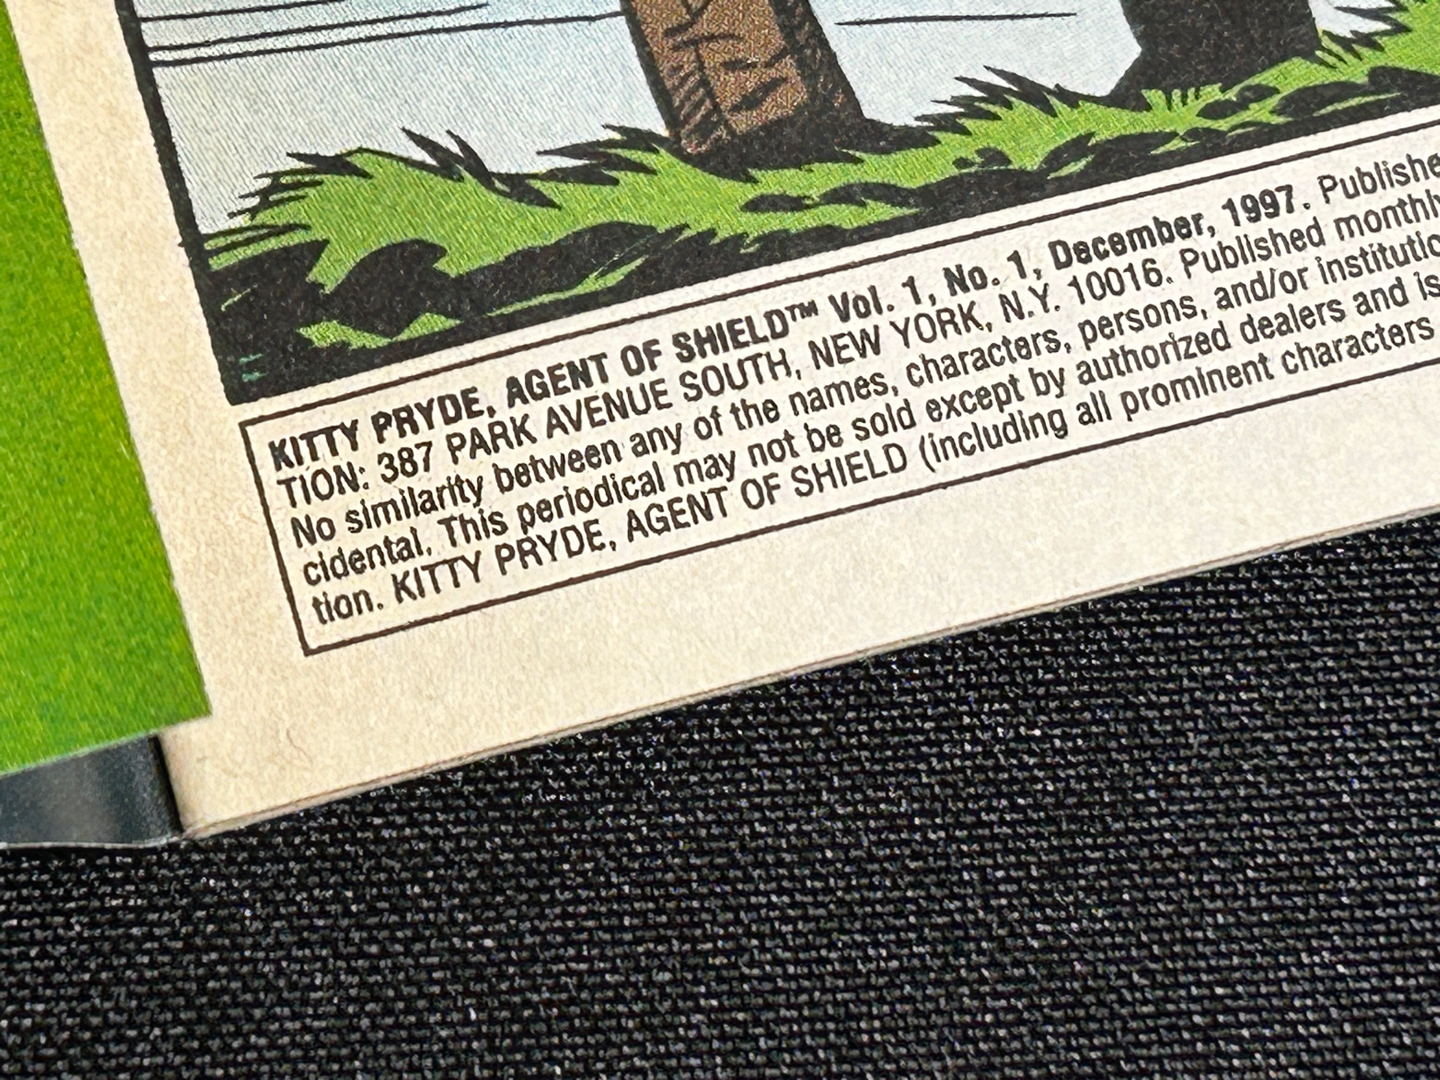 KITTY PRYDE, AGENT OF SHIELD™ Vol. 1, No. 1, December, 1997. Publishe
TION: 387 PARK AVENUE SOUTH, NEW YORK, N.Y. 10016. Published monthl
No similarity between any of the names, characters, persons, and/or institutio
cidental. This periodical may not be sold except by authorized dealers and is
tion. KITTY PRYDE, AGENT OF SHIELD (including all prominent characters